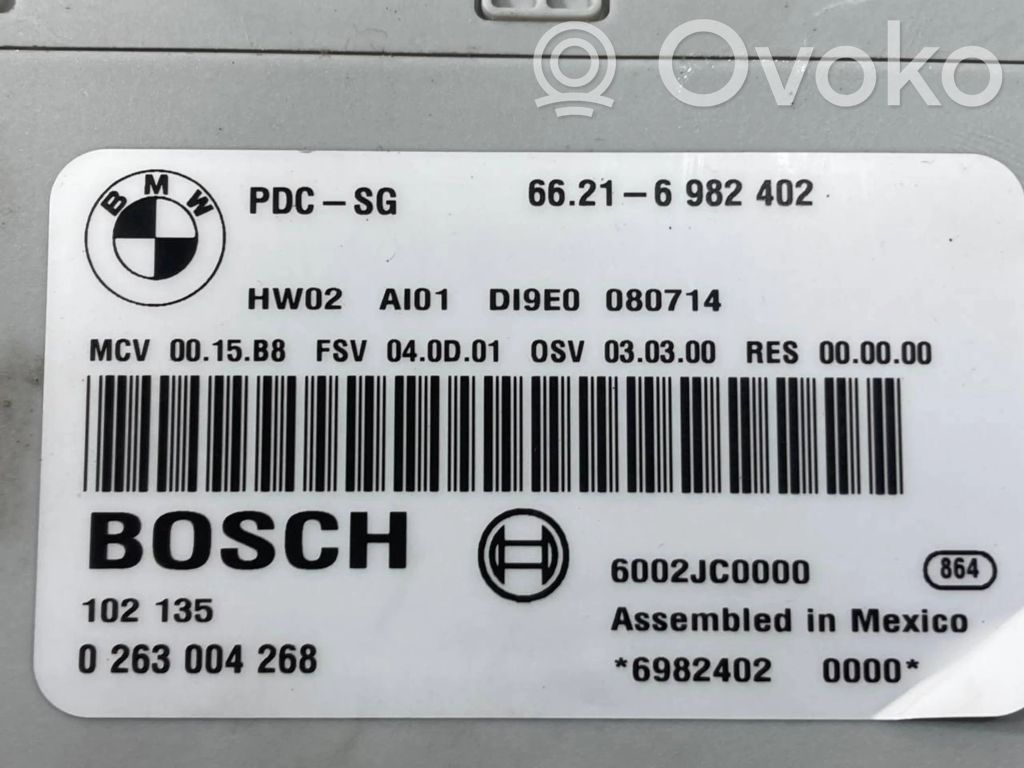 Ovoko
BMW
PDC-SG 66.21-6 982 402
HW02 AI01 DI9E0 080714
MCV 00.15.B8 FSV 04.0D.01 OSV 03.03.00 RES 00.00.00
BOSCH
6002JC0000 864
102 135 Assembled in Mexico
0 263 004 268 *6982402 0000*